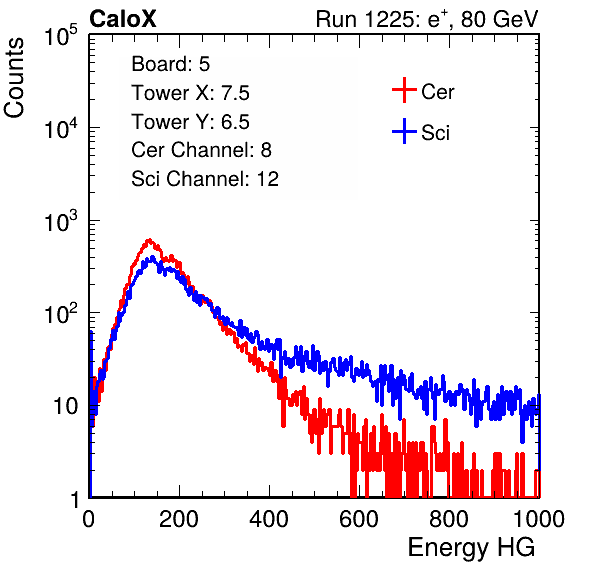 CaloX Run 1225: e⁺, 80 GeV
Counts
Board: 5
Tower X: 7.5
Tower Y: 6.5
Cer Channel: 8
Sci Channel: 12
Cer
Sci
10⁵
10⁴
10³
10²
10
1
0 200 400 600 800 1000
Energy HG